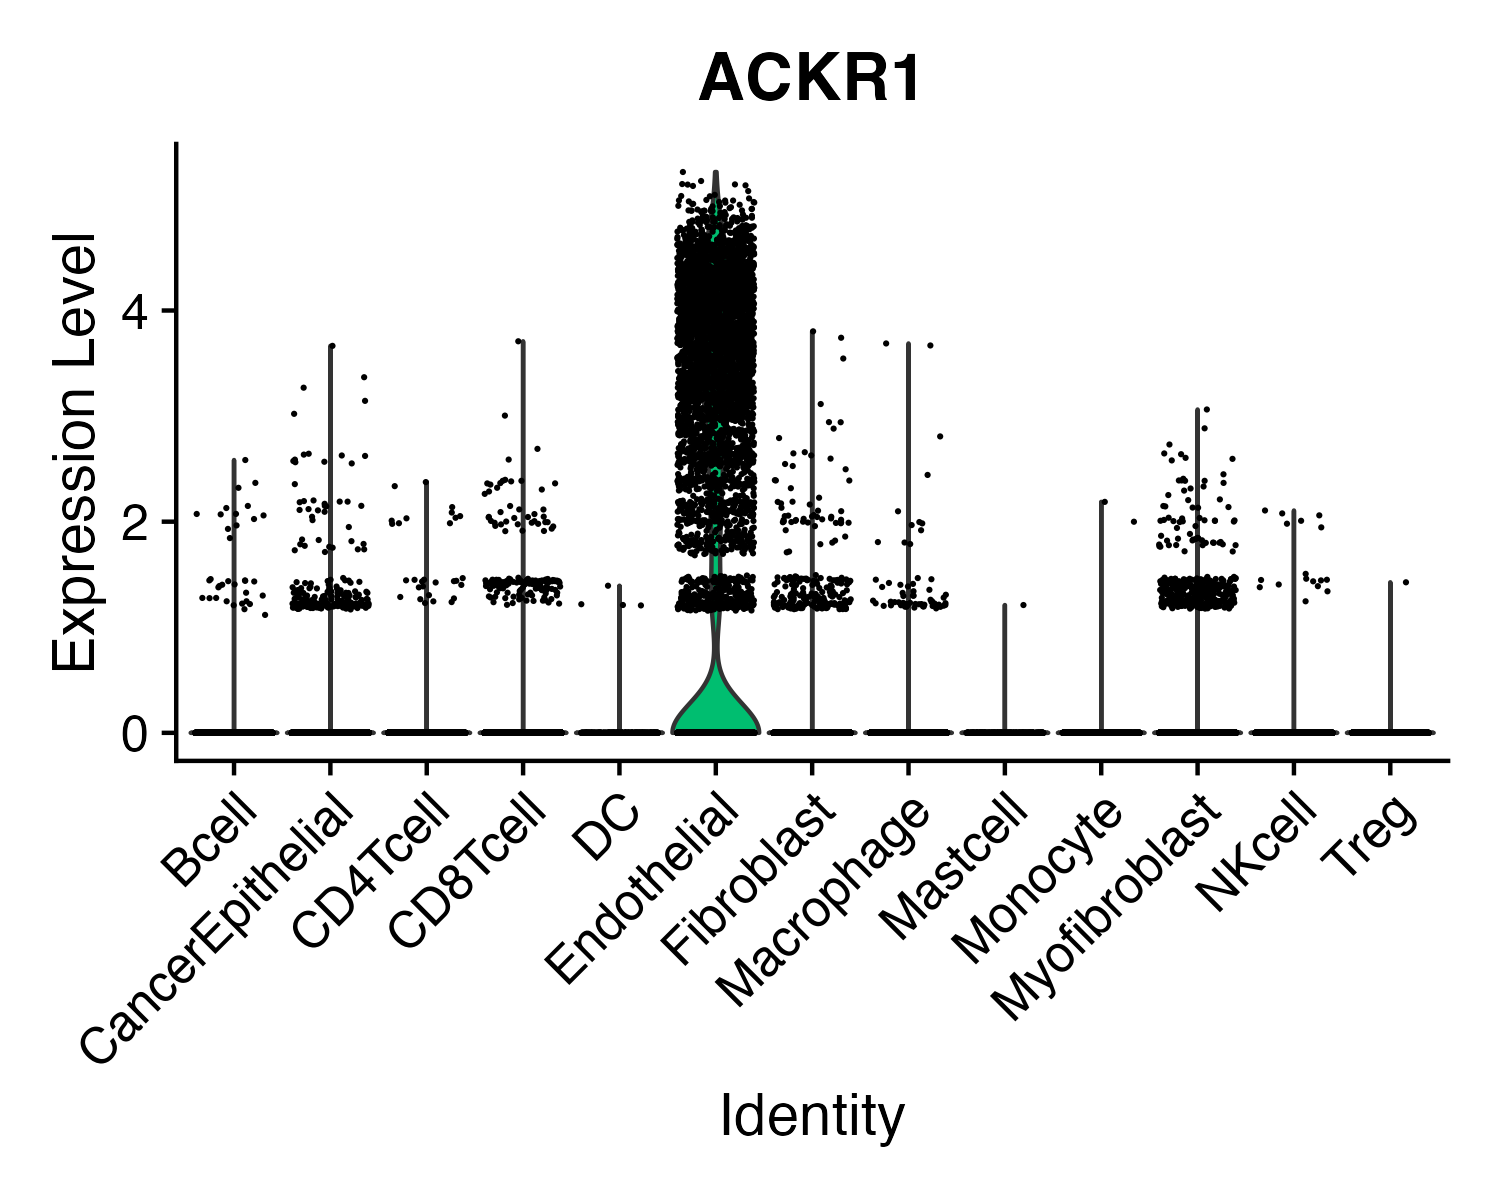 ACKR1
Expression Level
4
2
0
Bcell
CancerEpithelial
CD4Tcell
CD8Tcell
DC
Endothelial
Fibroblast
Macrophage
Mastcell
Monocyte
Myofibroblast
NKcell
Treg
Identity